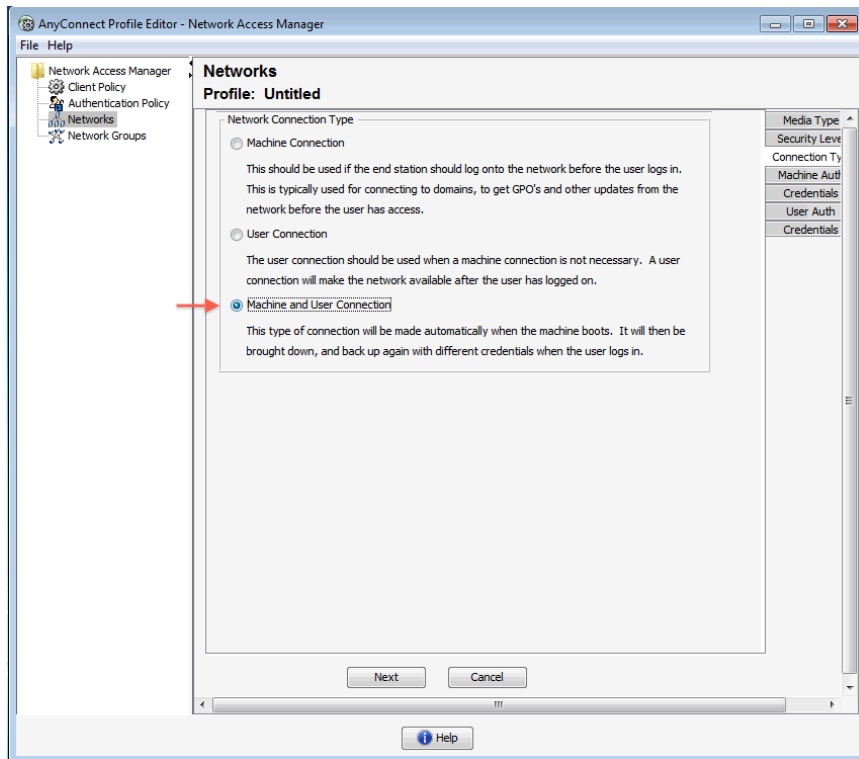 AnyConnect Profile Editor - Network Access Manager
File Help
Network Access Manager
Client Policy
Authentication Policy
Networks
Network Groups
Networks
Profile: Untitled
Network Connection Type
Machine Connection
This should be used if the end station should log onto the network before the user logs in.
This is typically used for connecting to domains, to get GPO's and other updates from the
network before the user has access.
User Connection
The user connection should be used when a machine connection is not necessary. A user
connection will make the network available after the user has logged on.
Machine and User Connection
This type of connection will be made automatically when the machine boots. It will then be
brought down, and back up again with different credentials when the user logs in.
Media Type
Security Leve
Connection Ty
Machine Auth
Credentials
User Auth
Credentials
Next Cancel
Help